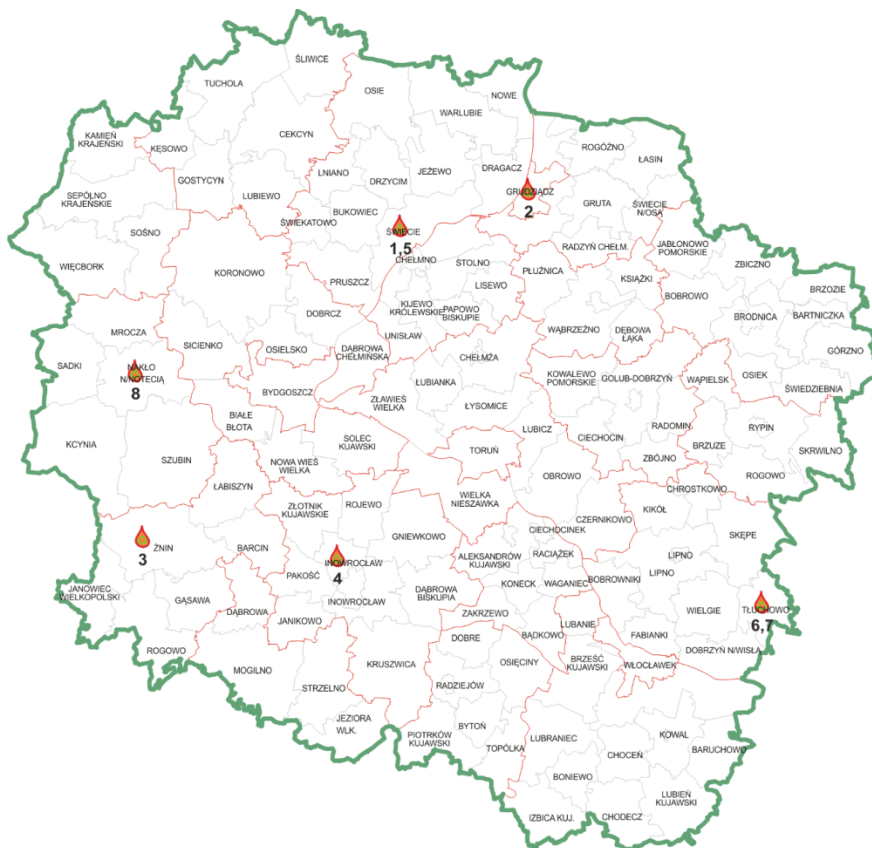 ŚLIWICE
TUCHOLA
OSIE
NOWE
WARLUBIE
KAMIEŃ
KRAJEŃSKI
CEKCYN
KĘSOWO
ROGÓŹNO
ŁASIN
LNIANO
JEŻEWO
DRAGACZ
GOSTYCYN
DRZYCIM
LUBIEWO
GRUDZIĄDZ
2
SĘPÓLNO
KRAJEŃSKIE
GRUTA
ŚWIECIE
N/OSĄ
BUKOWIEC
ŚWIEKATOWO
SOŚNO
ŚWIECIE
1,5
RADZYŃ CHEŁM.
JABŁONOWO
POMORSKIE
CHEŁMNO
STOLNO
ZBICZNO
WIĘCBORK
KORONOWO
PŁUŻNICA
KSIĄŻKI
PRUSZCZ
LISEWO
BRZOZIE
BOBROWO
KIJEWO
KRÓLEWSKIE
PAPOWO
BISKUPIE
DOBRCZ
BRODNICA
BARTNICZKA
MROCZA
UNISŁAW
WĄBRZEŹNO
DĘBOWA
ŁĄKA
SICIENKO
OSIELSKO
DĄBROWA
CHEŁMIŃSKA
CHEŁMŻA
GÓRZNO
SADKI
NAKŁO
N/NOTECIĄ
8
ŁUBIANKA
KOWALEWO
POMORSKIE
GOLUB-DOBRZYŃ
WĄPIELSK
OSIEK
ŚWIEDZIEBNIA
BYDGOSZCZ
ZŁAWIEŚ
WIELKA
ŁYSOMICE
BIAŁE
BŁOTA
LUBICZ
RADOMIN
RYPIN
KCYNIA
SOLEC
KUJAWSKI
CIECHOCIN
BRZUZE
SKRWILNO
SZUBIN
TORUŃ
ZBÓJNO
NOWA WIEŚ
WIELKA
OBROWO
ROGOWO
ŁABISZYN
CHROSTKOWO
ZŁOTNIK
KUJAWSKIE
ROJEWO
WIELKA
NIESZAWKA
KIKÓŁ
CZERNIKOWO
GNIEWKOWO
CIECHOCINEK
SKĘPE
3
ŻNIN
BARCIN
ALEKSANDRÓW
KUJAWSKI
RACIĄŻEK
LIPNO
INOWROCŁAW
4
PAKOŚĆ
LIPNO
JANOWIEC
WIELKOPOLSKI
KONECK
WAGANIEC
BOBROWNIKI
DĄBROWA
BISKUPIA
GĄSAWA
INOWROCŁAW
DĄBROWA
ZAKRZEWO
WIELGIE
TŁUCHOWO
6,7
JANIKOWO
LUBANIE
DOBRE
BĄDKOWO
FABIANKI
ROGOWO
DOBRZYŃ N/WISŁĄ
OSIĘCINY
BRZEŚĆ
KUJAWSKI
WŁOCŁAWEK
MOGILNO
KRUSZWICA
STRZELNO
RADZIEJÓW
JEZIORA
WLK.
BYTOŃ
PIOTRKÓW
KUJAWSKI
TOPÓLKA
LUBRANIEC
KOWAL
CHOCEŃ
BARUCHOWO
BONIEWO
LUBIEŃ
KUJAWSKI
IZBICA KUJ.
CHODECZ